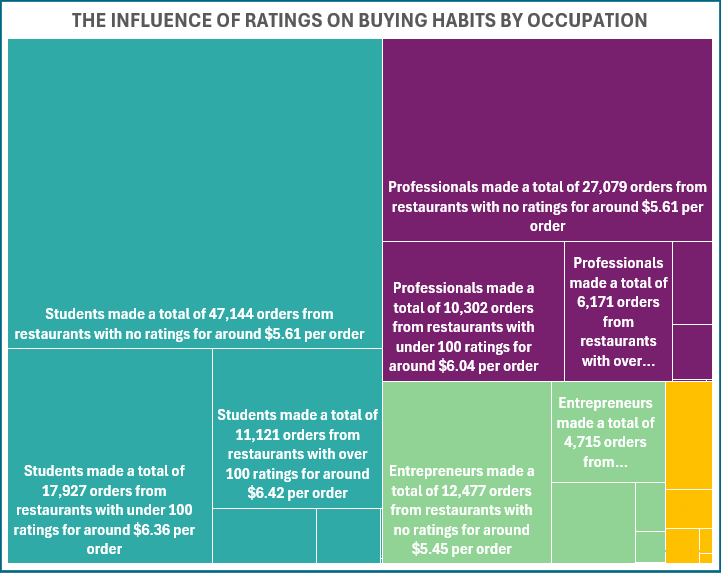 THE INFLUENCE OF RATINGS ON BUYING HABITS BY OCCUPATION
Students made a total of 47,144 orders from
restaurants with no ratings for around $5.61 per order
Students made a total of
17,927 orders from
restaurants with under 100
ratings for around $6.36 per
order
Students made a total of
11,121 orders from
restaurants with over
100 ratings for around
$6.42 per order
Professionals made a total of 27,079 orders from
restaurants with no ratings for around $5.61 per
order
Professionals made a
total of 10,302 orders
from restaurants with
under 100 ratings for
around $6.04 per order
Professionals
made a total of
6,171 orders
from
restaurants
with over...
Entrepreneurs made a
total of 12,477 orders
from restaurants with
no ratings for around
$5.45 per order
Entrepreneurs
made a total of
4,715 orders
from...